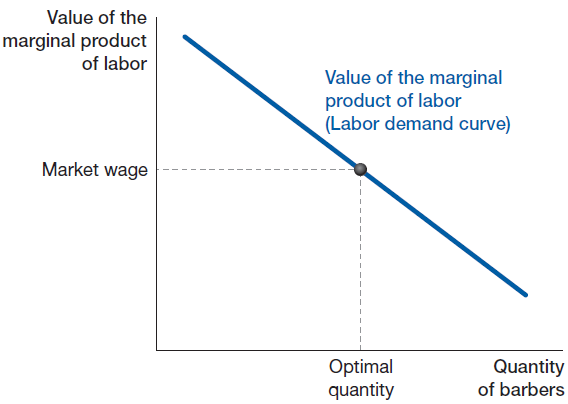 Value of the
marginal product
of labor
Value of the marginal
product of labor
(Labor demand curve)
Market wage
Optimal
quantity
Quantity
of barbers